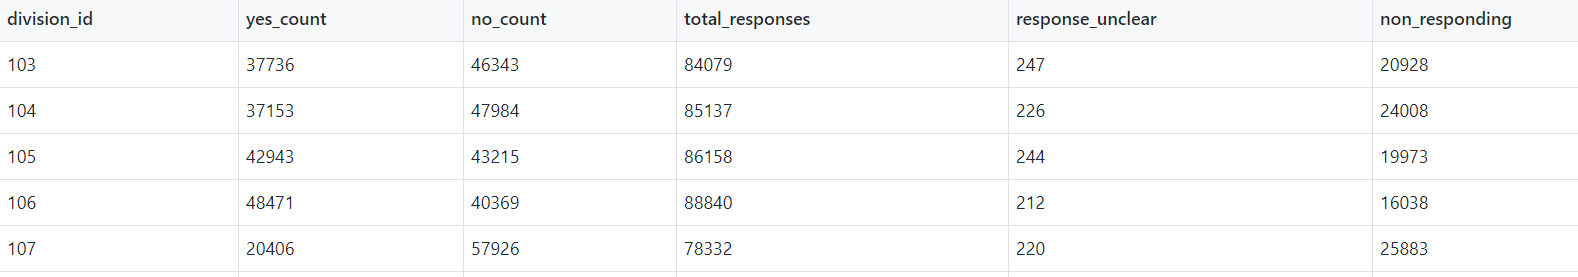 division_id yes_count no_count total_responses response_unclear non_responding
103 37736 46343 84079 247 20928
104 37153 47984 85137 226 24008
105 42943 43215 86158 244 19973
106 48471 40369 88840 212 16038
107 20406 57926 78332 220 25883